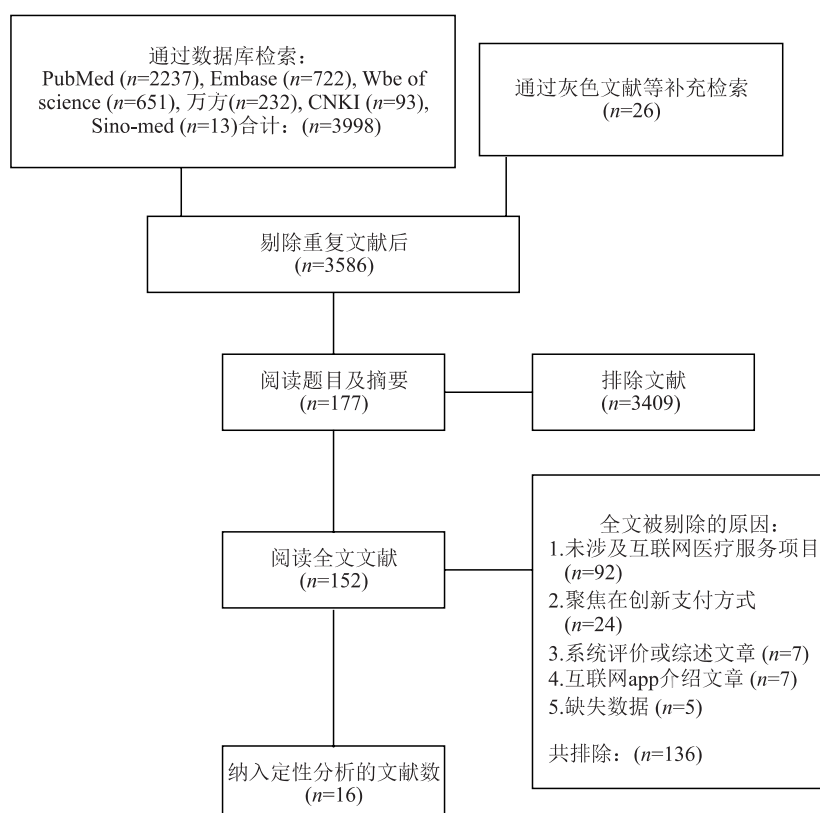 通过数据库检索：
PubMed (n=2237), Embase (n=722), Wbe of
science (n=651), 万方(n=232), CNKI (n=93),
Sino-med (n=13)合计：(n=3998)
通过灰色文献等补充检索
(n=26)
剔除重复文献后
(n=3586)
阅读题目及摘要
(n=177)
排除文献
(n=3409)
阅读全文文献
(n=152)
全文被剔除的原因：
1.未涉及互联网医疗服务项目
(n=92)
2.聚焦在创新支付方式
(n=24)
3.系统评价或综述文章 (n=7)
4.互联网app介绍文章 (n=7)
5.缺失数据 (n=5)
共排除：(n=136)
纳入定性分析的文献数
(n=16)